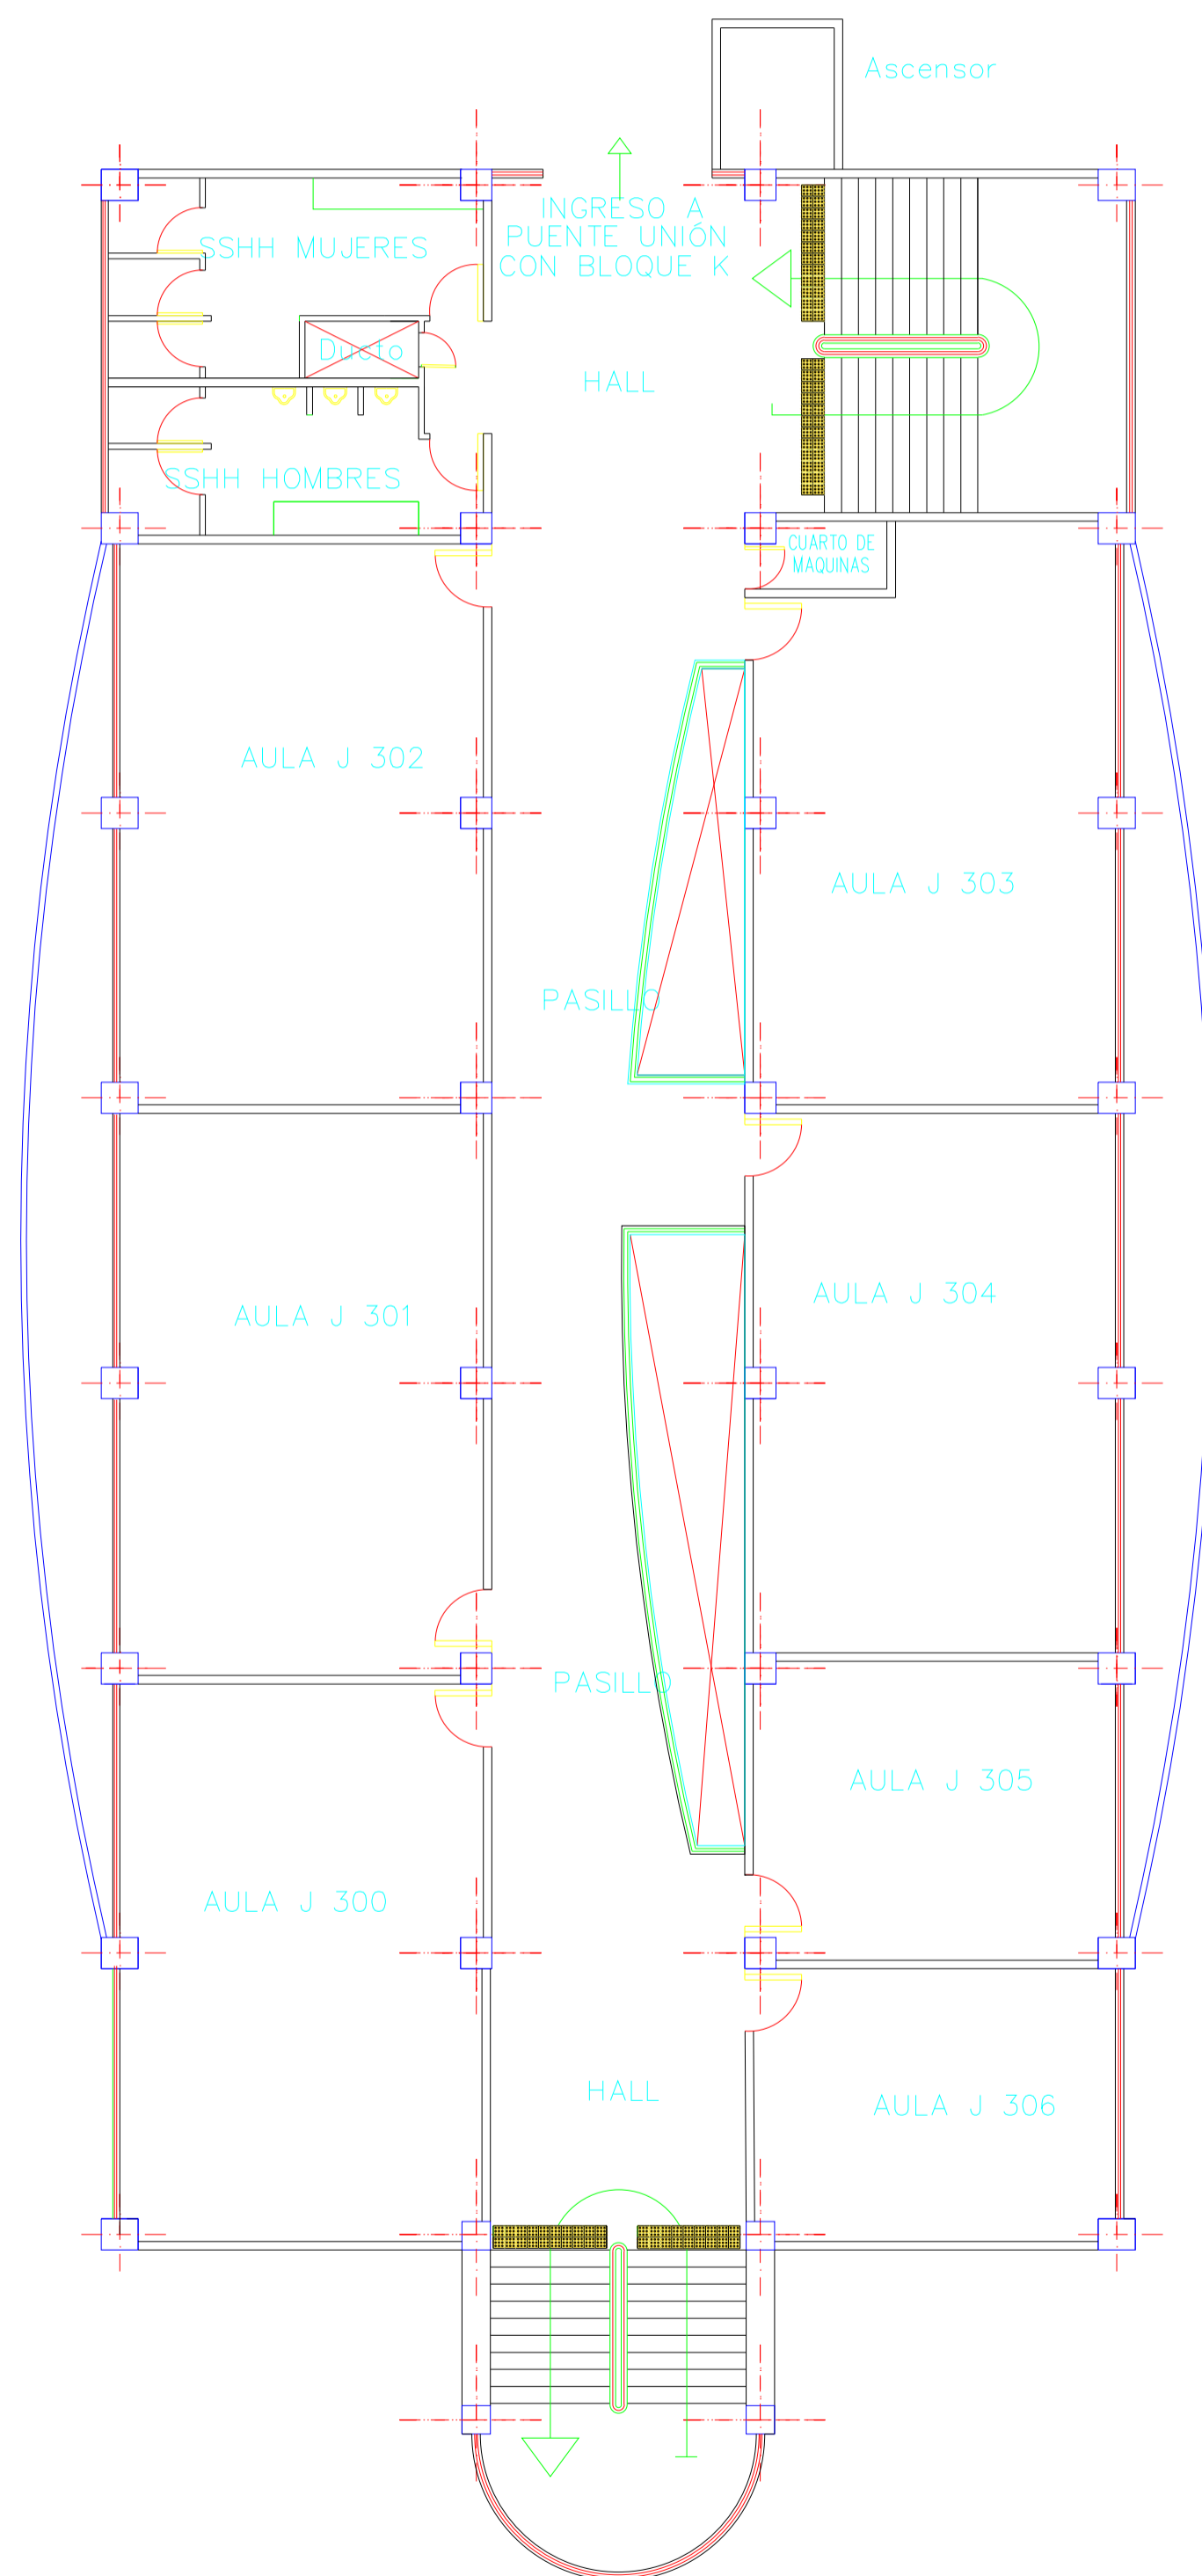 Ascensor
INGRESO A
PUENTE UNIÓN
CON BLOQUE K
SSHH MUJERES
Ducto
HALL
SSHH HOMBRES
CUARTO DE
MAQUINAS
AULA J 302
AULA J 303
PASILLO
AULA J 304
AULA J 301
PASILLO
AULA J 305
AULA J 300
HALL
AULA J 306